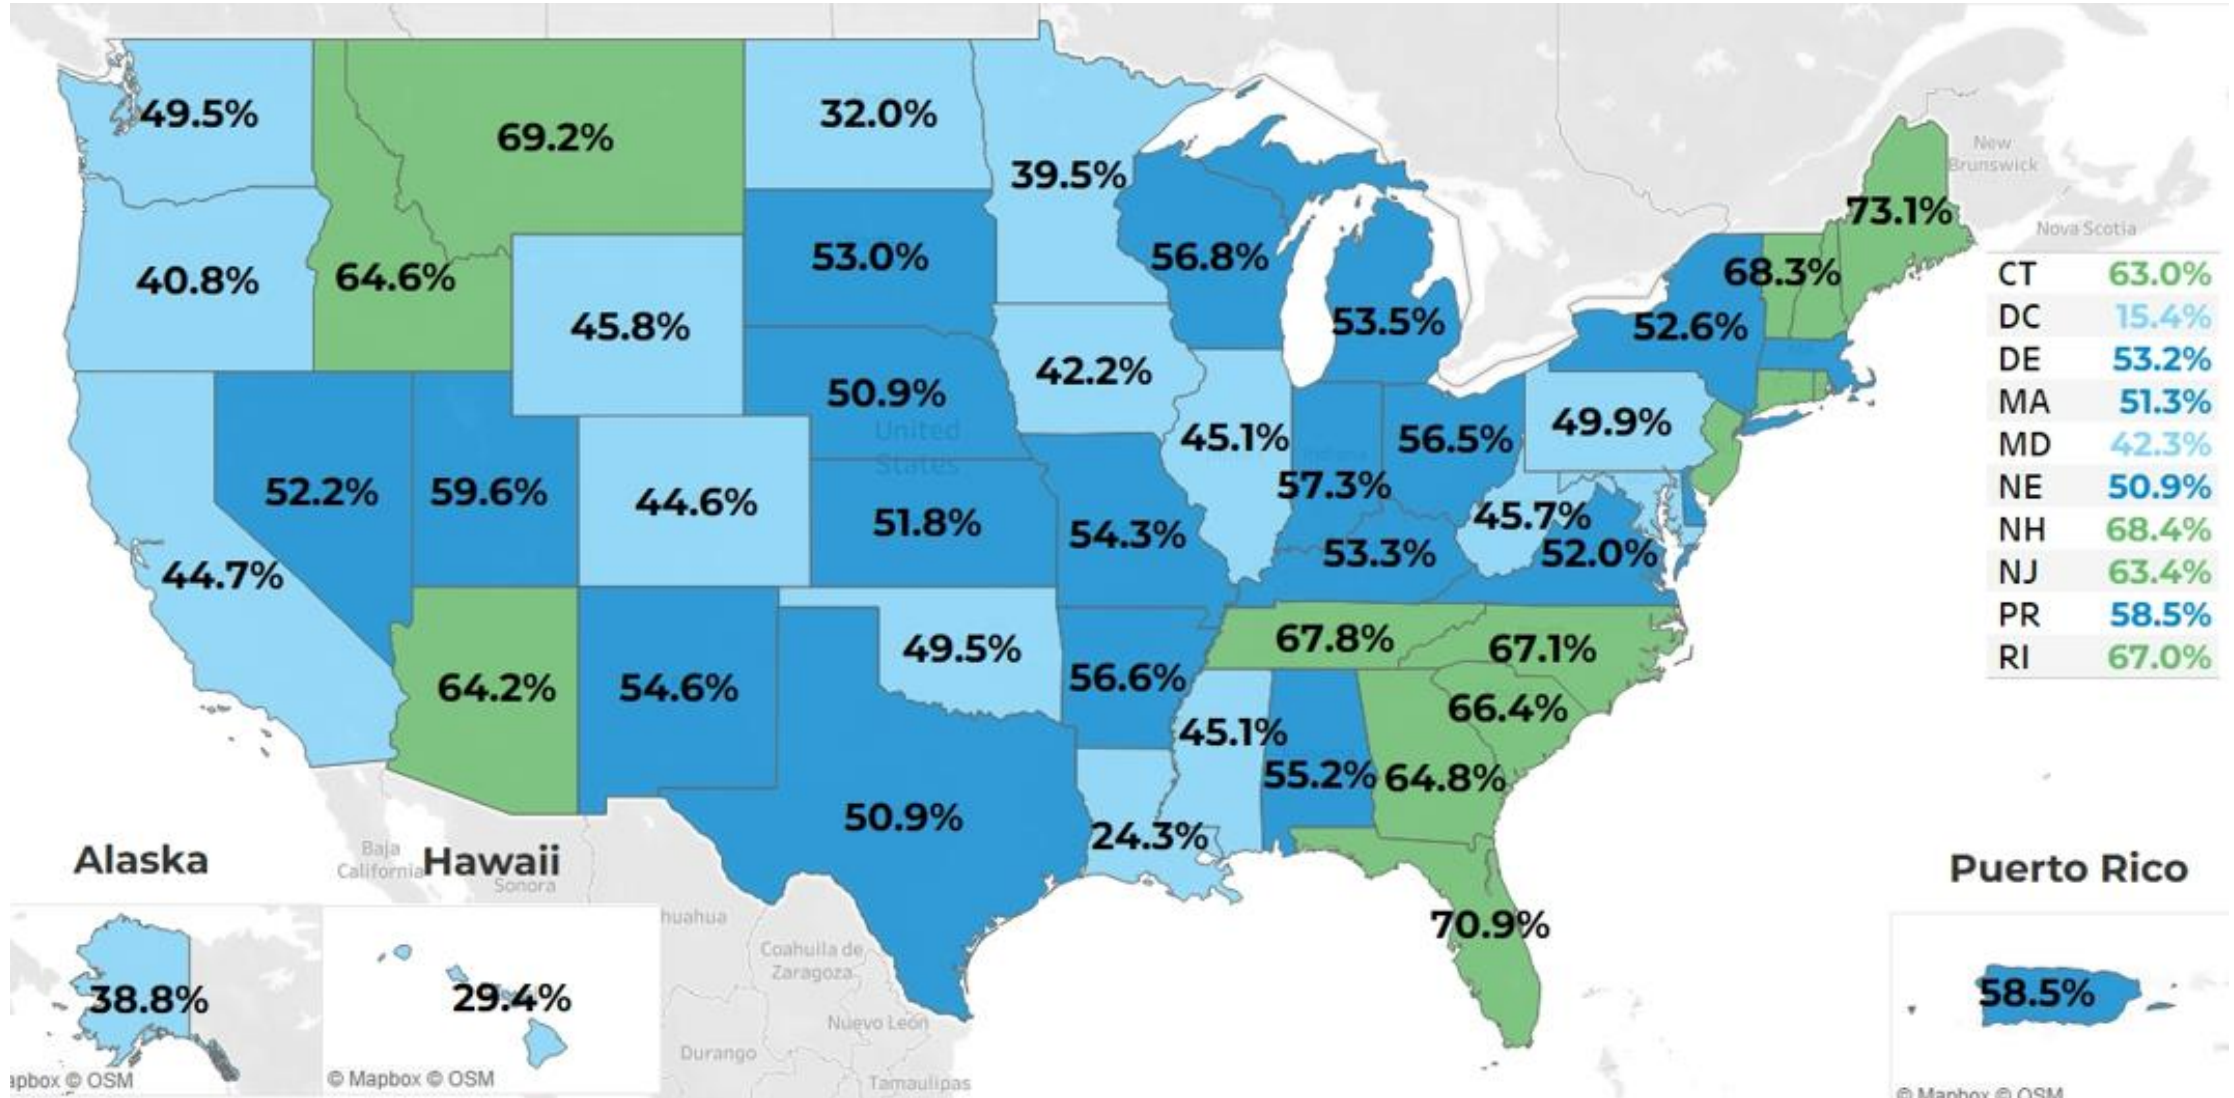 49.5%
69.2%
32.0%
39.5%
New
Brunswick
73.1%
Nova Scotia
40.8%
64.6%
45.8%
53.0%
56.8%
53.5%
68.3%
52.6%
CT 63.0%
DC 15.4%
DE 53.2%
MA 51.3%
MD 42.3%
NE 50.9%
NH 68.4%
NJ 63.4%
PR 58.5%
RI 67.0%
50.9%
United
States
42.2%
45.1%
Indiana
57.3%
56.5%
49.9%
52.2%
59.6%
44.6%
51.8%
54.3%
53.3%
45.7%
52.0%
44.7%
64.2%
54.6%
49.5%
56.6%
67.8%
67.1%
66.4%
45.1%
55.2%
64.8%
50.9%
24.3%
70.9%
Baja
California
Sonora
huahua
Coahuila de
Zaragoza
Nuevo León
Durango
Tamaulipas
Alaska
38.8%
apbox © OSM
Hawaii
29.4%
© Mapbox © OSM
Puerto Rico
58.5%
© Mapbox © OSM